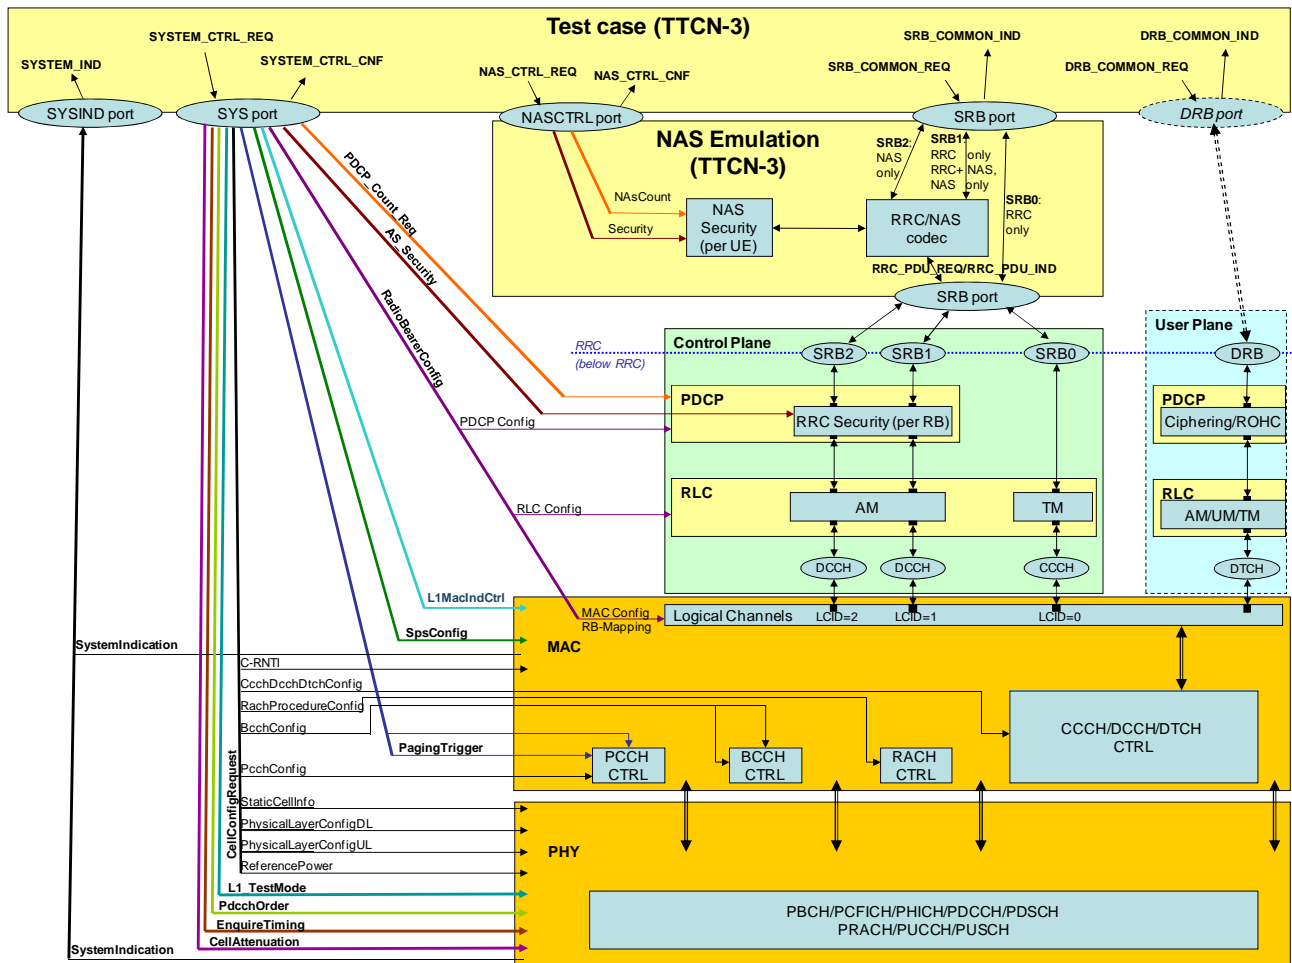 Test case (TTCN-3)
SYSTEM_IND
SYSTEM_CTRL_REQ
SYSTEM_CTRL_CNF
NAS_CTRL_REQ
NAS_CTRL_CNF
SRB_COMMON_REQ
SRB_COMMON_IND
DRB_COMMON_REQ
DRB_COMMON_IND
SYSIND port
SYS port
NASCTRL port
SRB port
DRB port
NAS Emulation
(TTCN-3)
SRB2:
NAS
only
SRB1:
RRC only
RRC+ NAS,
NAS only
SRB0:
RRC
only
NAsCount
Security
NAS
Security
(per UE)
RRC/NAS
codec
RRC_PDU_REQ/RRC_PDU_IND
SRB port
PDCP_Count_Req
AS_Security
RadioBearerConfig
RRC
(below RRC)
Control Plane
SRB2
SRB1
SRB0
User Plane
DRB
PDCP
RRC Security (per RB)
PDCP Config
PDCP
Ciphering/ROHC
RLC
AM
TM
RLC Config
RLC
AM/UM/TM
DCCH
DCCH
CCCH
DTCH
L1MacIndCtrl
MAC Config
RB-Mapping
Logical Channels
LCID=2
LCID=1
LCID=0
SpsConfig
MAC
SystemIndication
C-RNTI
CcchDcchDtchConfig
RachProcedureConfig
BcchConfig
PagingTrigger
PcchConfig
PCCH
CTRL
BCCH
CTRL
RACH
CTRL
CCCH/DCCH/DTCH
CTRL
CellConfigRequest
StaticCellInfo
PhysicalLayerConfigDL
PhysicalLayerConfigUL
ReferencePower
PHY
L1_TestMode
PdcchOrder
EnquireTiming
CellAttenuation
SystemIndication
PBCH/PCFICH/PHICH/PDCCH/PDSCH
PRACH/PUCCH/PUSCH